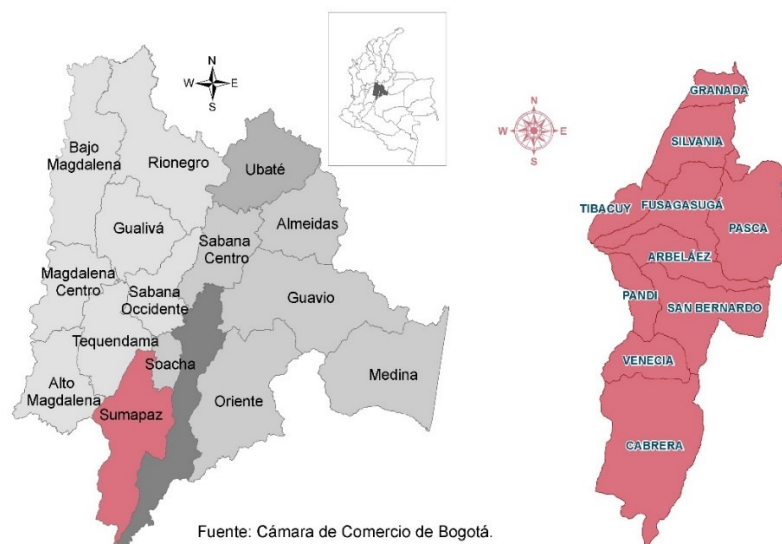 N
W E
S
Bajo
Magdalena
Rionegro
Ubaté
Gualivá
Sabana
Centro
Almeidas
Magdalena
Centro
Sabana
Occidente
Guavio
Tequendama
Soacha
Alto
Magdalena
Sumapaz
Oriente
Medina
Fuente: Cámara de Comercio de Bogotá.
N
W E
S
GRANADA
SILVANIA
TIBACUY
FUSAGASUGÁ
PASCA
ARBELÁEZ
PANDI
SAN BERNARDO
VENECIA
CABRERA